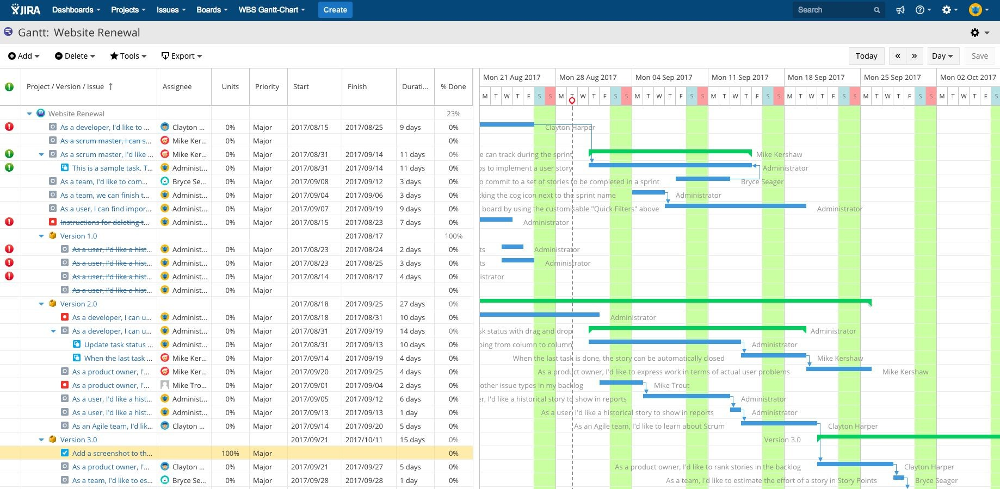 JIRA Dashboards Projects Issues Boards WBS Gantt-Chart Create Search
Gantt: Website Renewal
Add Delete Tools Export Today « » Day Save
Project / Version / Issue ↑ Assignee Units Priority Start Finish Durati... % Done
Mon 21 Aug 2017 Mon 28 Aug 2017 Mon 04 Sep 2017 Mon 11 Sep 2017 Mon 18 Sep 2017 Mon 25 Sep 2017 Mon 02 Oct 2017
M T W T F S S M T W T F S S M T W T F S S M T W T F S S M T W T F S S M T W T F S S M T W T F S
Website Renewal 23%
As a developer, I'd like to ... Clayton ... 0% Major 2017/08/15 2017/08/25 9 days 0% Clayton Harper
As a scrum master, I can s... Mike Ker... 0% Major 0%
As a scrum master, I'd like ... Mike Ker... 0% Major 2017/08/31 2017/09/14 11 days 0% e can track during the sprint Mike Kershaw
This is a sample task. T... Administ... 0% Major 2017/08/31 2017/09/14 11 days 0% os to implement a user story Administrator
As a team, I'd like to com... Bryce Se... 0% Major 2017/09/08 2017/09/12 3 days 0% o commit to a set of stories to be completed in a sprint Bryce Seager
As a team, we can finish t... Administ... 0% Major 2017/09/04 2017/09/06 3 days 0% cking the cog icon next to the sprint name Administrator
As a user, I can find impor... Administ... 0% Major 2017/09/07 2017/09/19 9 days 0% board by using the customisable "Quick Filters" above Administrator
Instructions for deleting t... Administ... 0% Major 2017/08/15 2017/08/23 7 days 0% Administrator
Version 1.0 2017/08/17 100%
As a user, I'd like a hist... Administ... 0% Major 2017/08/23 2017/08/24 2 days 0% ts Administrator
As a user, I'd like a hist... Administ... 0% Major 2017/08/23 2017/08/25 3 days 0% ts Administrator
As a user, I'd like a hist... Administ... 0% Major 2017/08/14 2017/08/17 4 days 0% istrator
As a user, I'd like a hist... Administ... 0% Major 0%
Version 2.0 2017/08/18 2017/09/25 27 days 0%
As a developer, I can u... Administ... 0% Major 2017/08/18 2017/08/31 10 days 0% Administrator
As a developer, I can u... Administ... 0% Major 2017/08/31 2017/09/19 14 days 0% sk status with drag and drop Administrator
Update task status ... Administ... 0% Major 2017/08/31 2017/09/13 10 days 0% ping from column to column Administrator
When the last task ... Mike Ker... 0% Major 2017/09/14 2017/09/19 4 days 0% When the last task is done, the story can be automatically closed Mike Kershaw
As a product owner, I'... Mike Ker... 0% Major 2017/09/20 2017/09/25 4 days 0% As a product owner, I'd like to express work in terms of actual user problems Mike Kershaw
As a product owner, I'... Mike Tro... 0% Major 2017/09/01 2017/09/04 2 days 0% other issue types in my backlog Mike Trout
As a user, I'd like a hist... Administ... 0% Major 2017/09/05 2017/09/12 6 days 0% er, I'd like a historical story to show in reports Administrator
As a user, I'd like a hist... Administ... 0% Major 2017/09/13 2017/09/13 1 day 0% As a user, I'd like a historical story to show in reports Administrator
As an Agile team, I'd lik... Clayton ... 0% Major 2017/09/14 2017/09/20 5 days 0% As an Agile team, I'd like to learn about Scrum Clayton Harper
Version 3.0 2017/09/21 2017/10/11 15 days 0% Version 3.0
Add a screenshot to th... 100% Major 0%
As a product owner, I'... Clayton ... 0% Major 2017/09/21 2017/09/27 5 days 0% As a product owner, I'd like to rank stories in the backlog Clayton Harper
As a team, I'd like to es... Bryce Se... 0% Major 2017/09/28 2017/09/28 1 day 0% As a team, I'd like to estimate the effort of a story in Story Points Bryce Seager